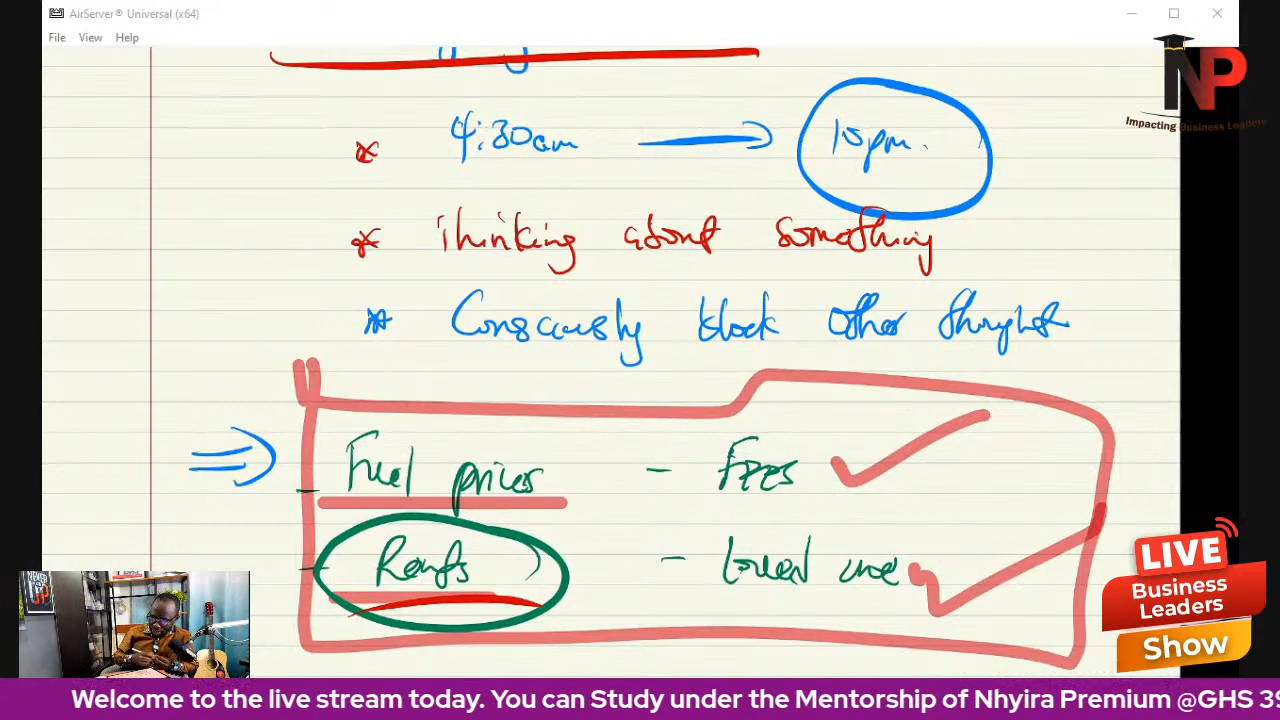 AirServer® Universal (x64)
File View Help
NP
Impacting Business Leaders
* 4:30am → 10pm.
* Thinking about something
* Consciously block other thought
⇒ - Fuel prices - Fees ✓
- Rents - loved one ✓
LIVE
Business
Leaders
Show
Welcome to the live stream today. You can Study under the Mentorship of Nhyira Premium @GHS 39